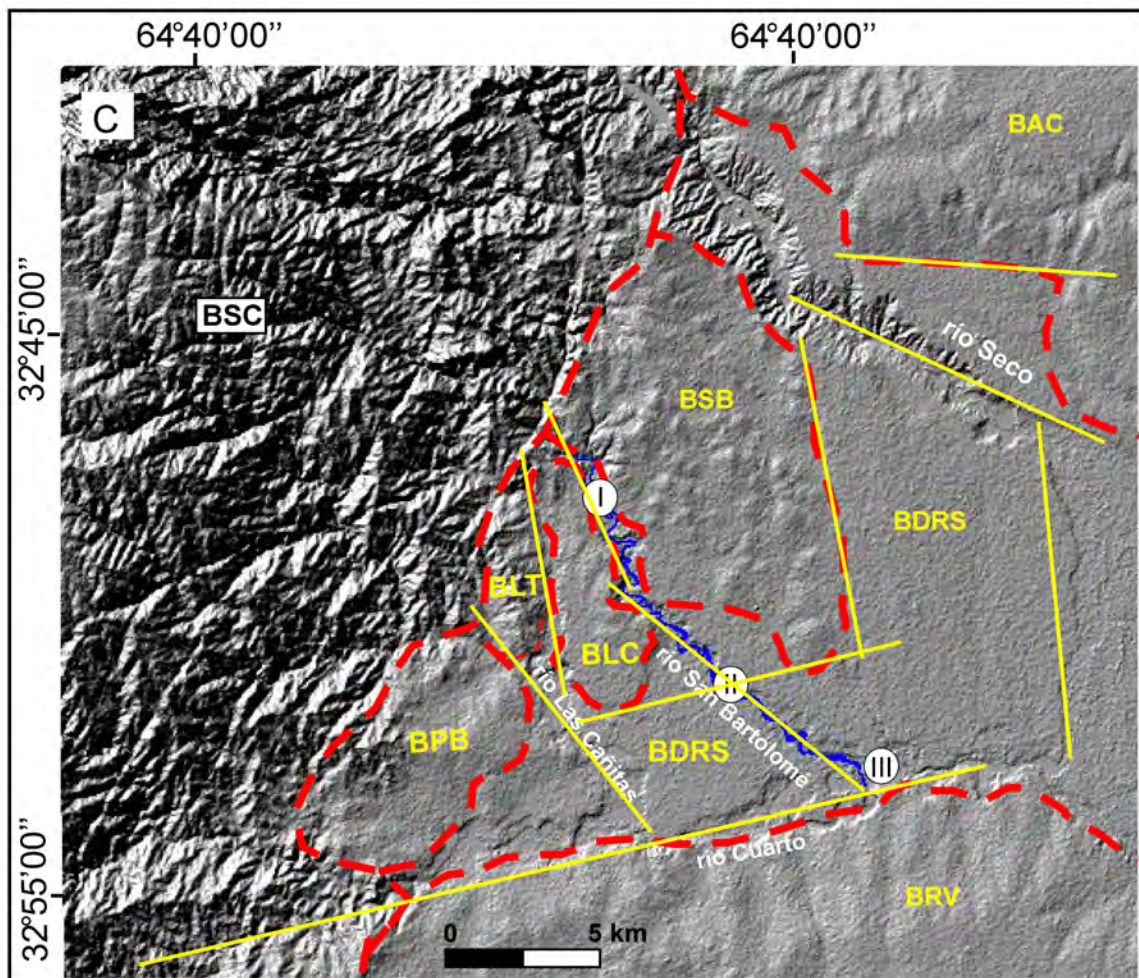 64°40’00” 64°40’00”
C
BAC
32°45’00”
BSC
río Seco
BSB
I
BDRS
BLT
BLC
río Las Cañitas
II
río San Bartolomé
BPB
BDRS
III
río Cuarto
32°55’00”
BRV
0 5 km